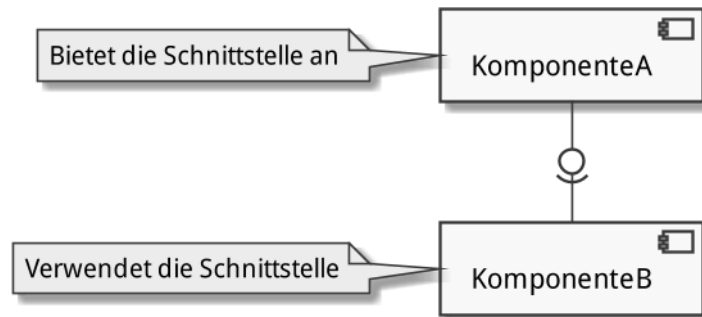 Bietet die Schnittstelle an
KomponenteA
Verwendet die Schnittstelle
KomponenteB